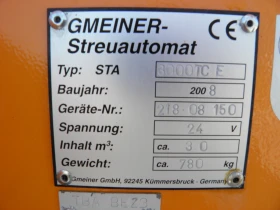 GMEINER-
Streuautomat
Typ: STA 3000TC E
Baujahr: 2008
Geräte-Nr.: 218-08 150
Spannung: 24 V
Inhalt m³: ca. 3 0
Gewicht: ca. 780 kg
Gmeiner GmbH, 92245 Kümmersbruck - Germany